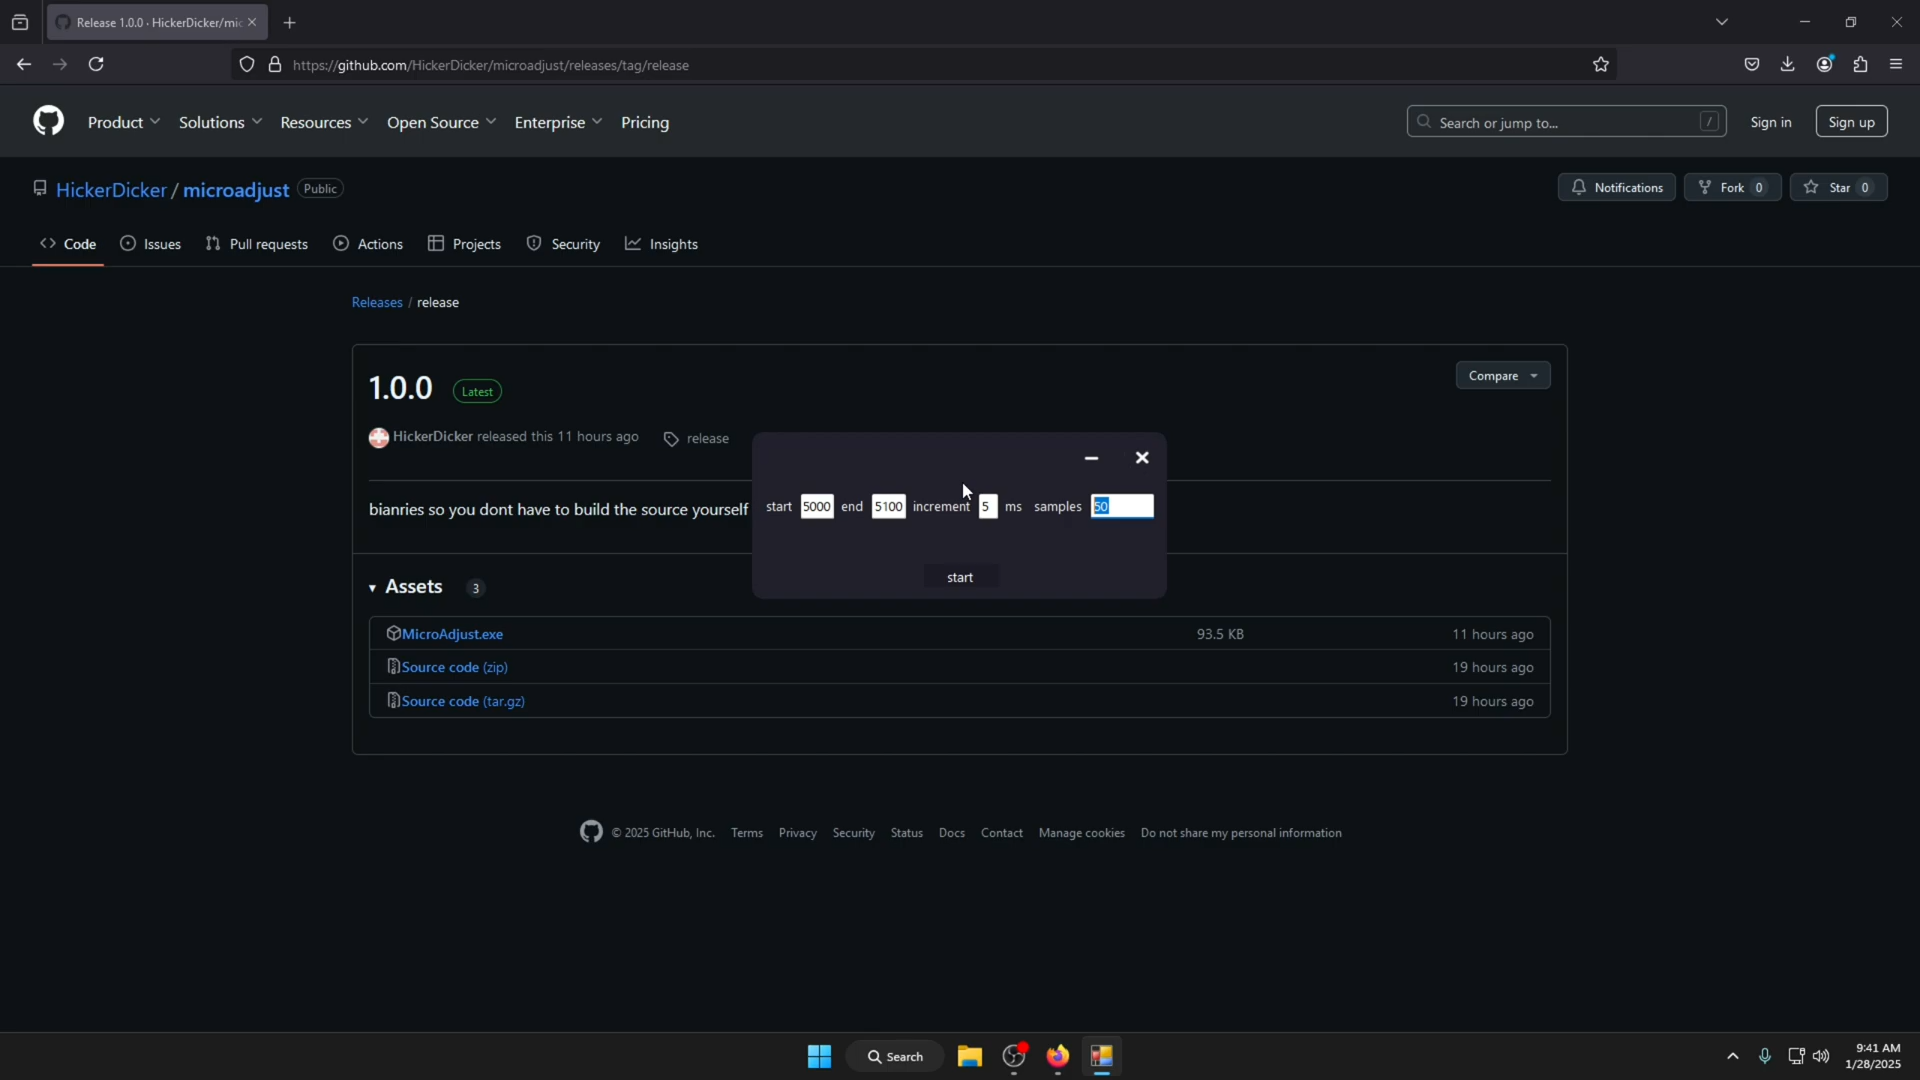 Release 1.0.0 · HickerDicker/mic
https://github.com/HickerDicker/microadjust/releases/tag/release
Product Solutions Resources Open Source Enterprise Pricing
Search or jump to... / Sign in Sign up
HickerDicker / microadjust Public
Notifications Fork 0 Star 0
Code Issues Pull requests Actions Projects Security Insights
Releases / release
1.0.0 Latest Compare
HickerDicker released this 11 hours ago release
bianries so you dont have to build the source yourself
start 5000 end 5100 increment 5 ms samples 50
start
Assets 3
MicroAdjust.exe 93.5 KB 11 hours ago
Source code (zip) 19 hours ago
Source code (tar.gz) 19 hours ago
© 2025 GitHub, Inc. Terms Privacy Security Status Docs Contact Manage cookies Do not share my personal information
Search
9:41 AM
1/28/2025